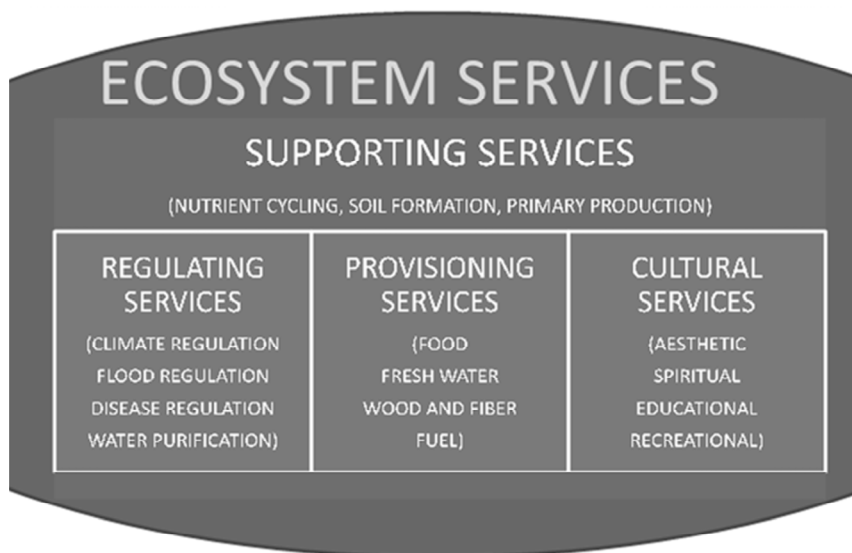 ECOSYSTEM SERVICES
SUPPORTING SERVICES
(NUTRIENT CYCLING, SOIL FORMATION, PRIMARY PRODUCTION)
REGULATING
SERVICES
(CLIMATE REGULATION
FLOOD REGULATION
DISEASE REGULATION
WATER PURIFICATION)
PROVISIONING
SERVICES
(FOOD
FRESH WATER
WOOD AND FIBER
FUEL)
CULTURAL
SERVICES
(AESTHETIC
SPIRITUAL
EDUCATIONAL
RECREATIONAL)